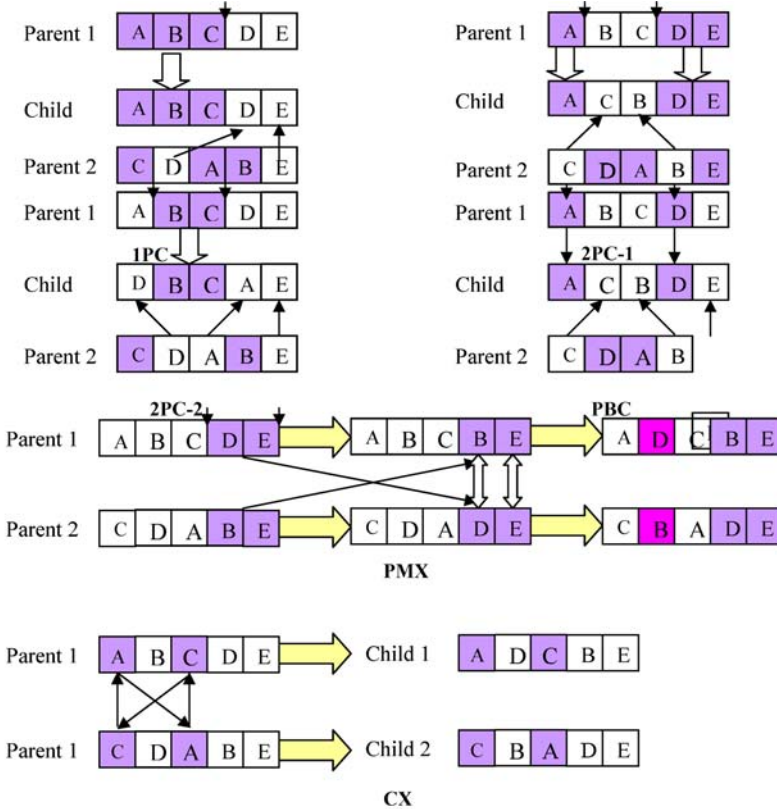 Parent 1 A B C D E
Child A B C D E
Parent 2 C D A B E
Parent 1 A B C D E
1PC
Child D B C A E
Parent 2 C D A B E
2PC-2
Parent 1 A B C D E
Child A C B D E
Parent 2 C D A B E
Parent 1 A B C D E
2PC-1
Child A C B D E
Parent 2 C D A B
PBC
Parent 1 A B C D E A B C B E A D C B E
Parent 2 C D A B E C D A D E C B A D E
PMX
Parent 1 A B C D E Child 1 A D C B E
Parent 1 C D A B E Child 2 C B A D E
CX